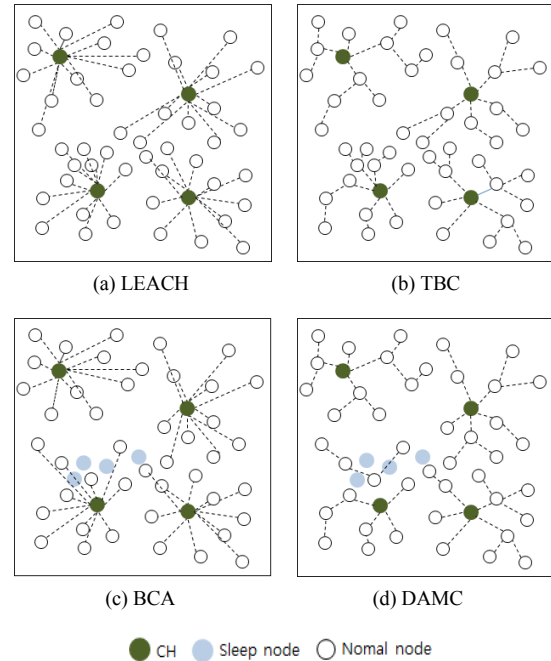 (a) LEACH
(b) TBC
(c) BCA
(d) DAMC
CH
Sleep node
Nomal node